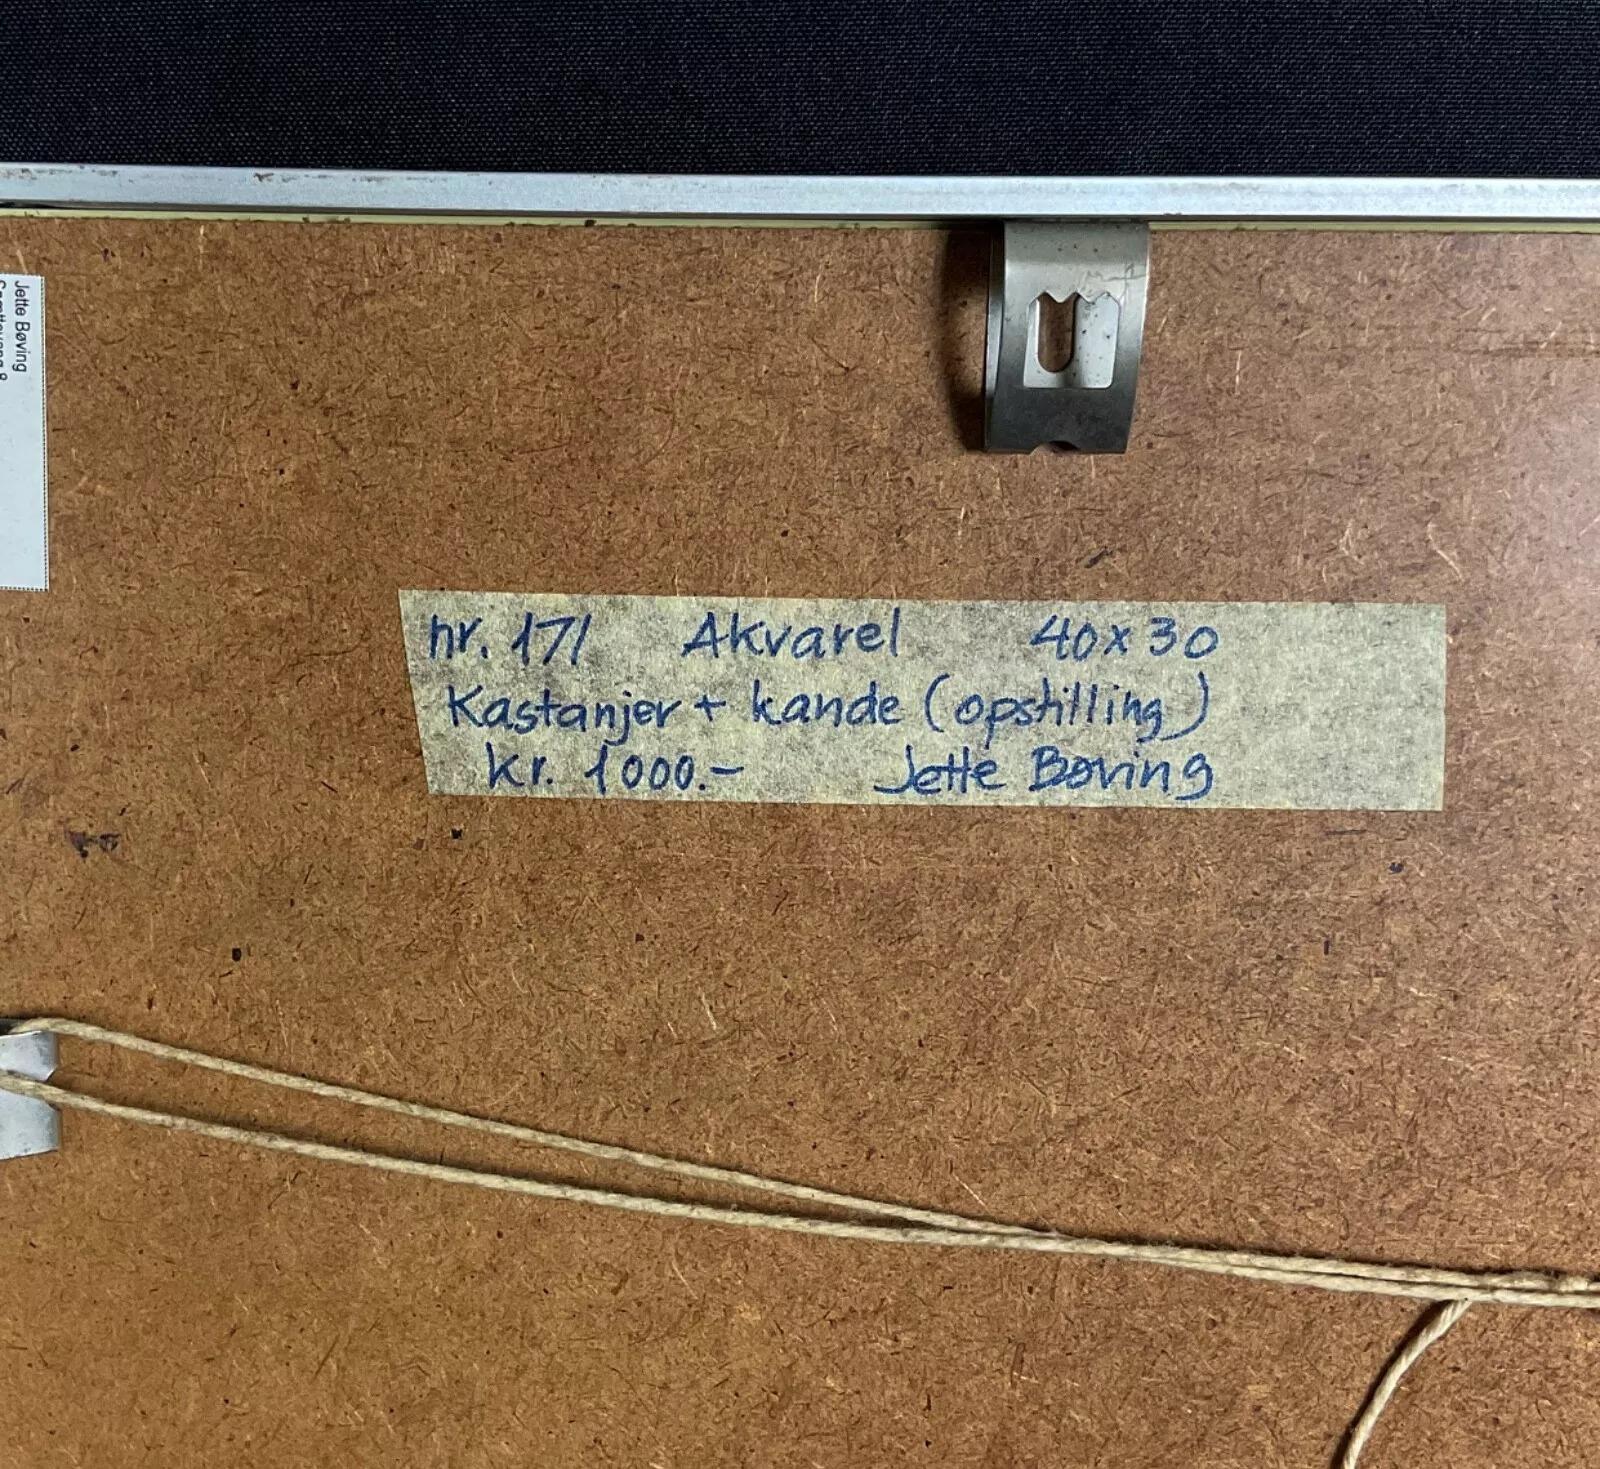 Jette Bøving
nr. 171 Akvarel 40x30
Kastanjer + kande (opstilling)
kr. 1000.- Jette Bøving